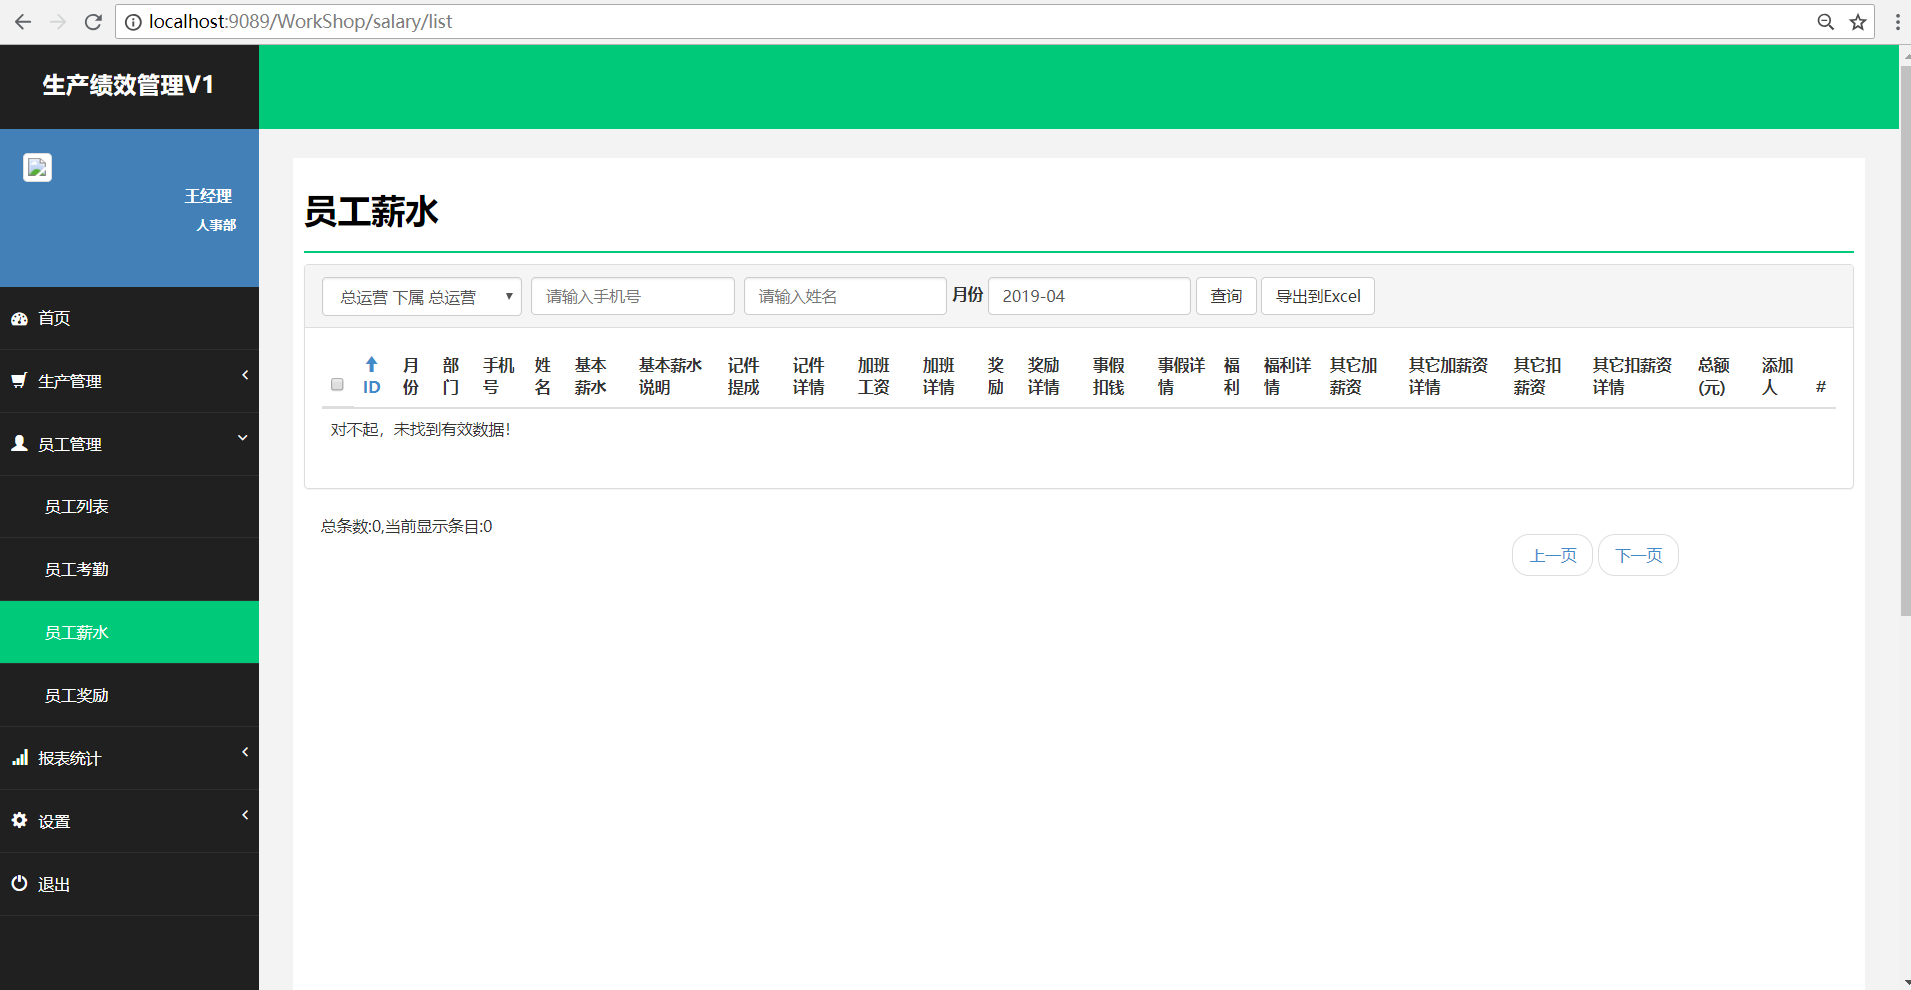 localhost:9089/WorkShop/salary/list
生产绩效管理V1
王经理
人事部
首页
生产管理
员工管理
员工列表
员工考勤
员工薪水
员工奖励
报表统计
设置
退出
员工薪水
总运营 下属 总运营 请输入手机号 请输入姓名 月份 2019-04 查询 导出到Excel
ID 月份 部门 手机号 姓名 基本薪水 基本薪水说明 记件提成 记件详情 加班工资 加班详情 奖励 奖励详情 事假扣钱 事假详情 福利 福利详情 其它加薪资 其它加薪资详情 其它扣薪资 其它扣薪资详情 总额(元) 添加人 #
对不起，未找到有效数据！
总条数:0,当前显示条目:0
上一页 下一页